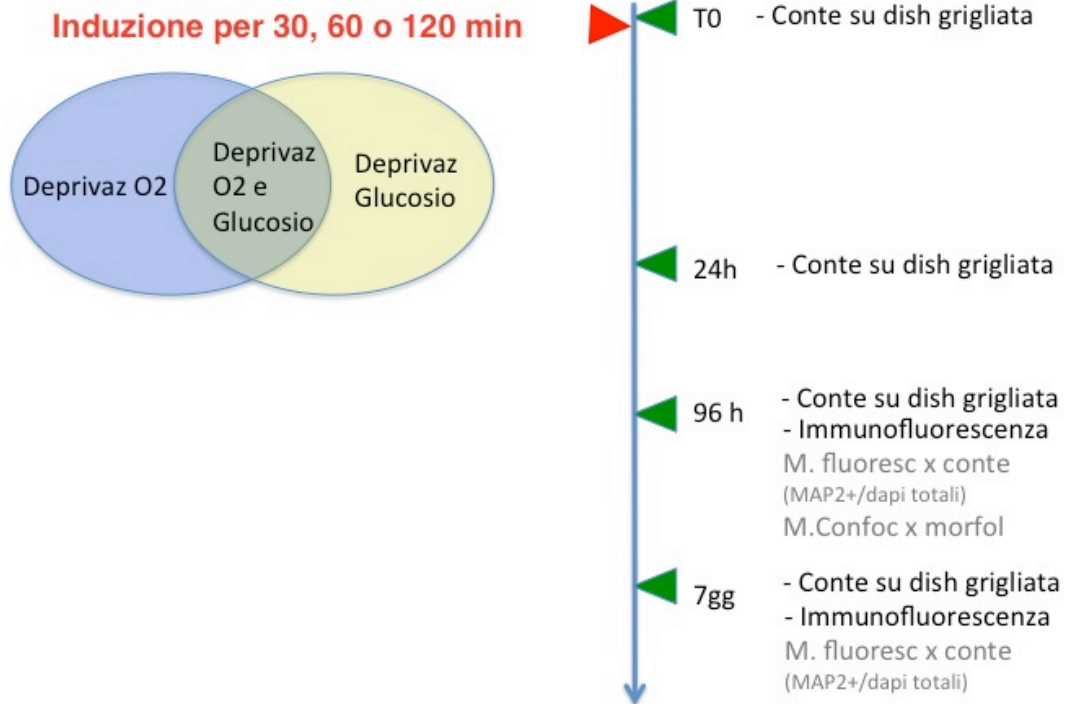 Induzione per 30, 60 o 120 min
Deprivaz O2
Deprivaz
O2 e
Glucosio
Deprivaz
Glucosio
T0 - Conte su dish grigliata
24h - Conte su dish grigliata
96 h - Conte su dish grigliata
- Immunofluorescenza
M. fluoresc x conte
(MAP2+/dapi totali)
M.Confoc x morfol
7gg - Conte su dish grigliata
- Immunofluorescenza
M. fluoresc x conte
(MAP2+/dapi totali)